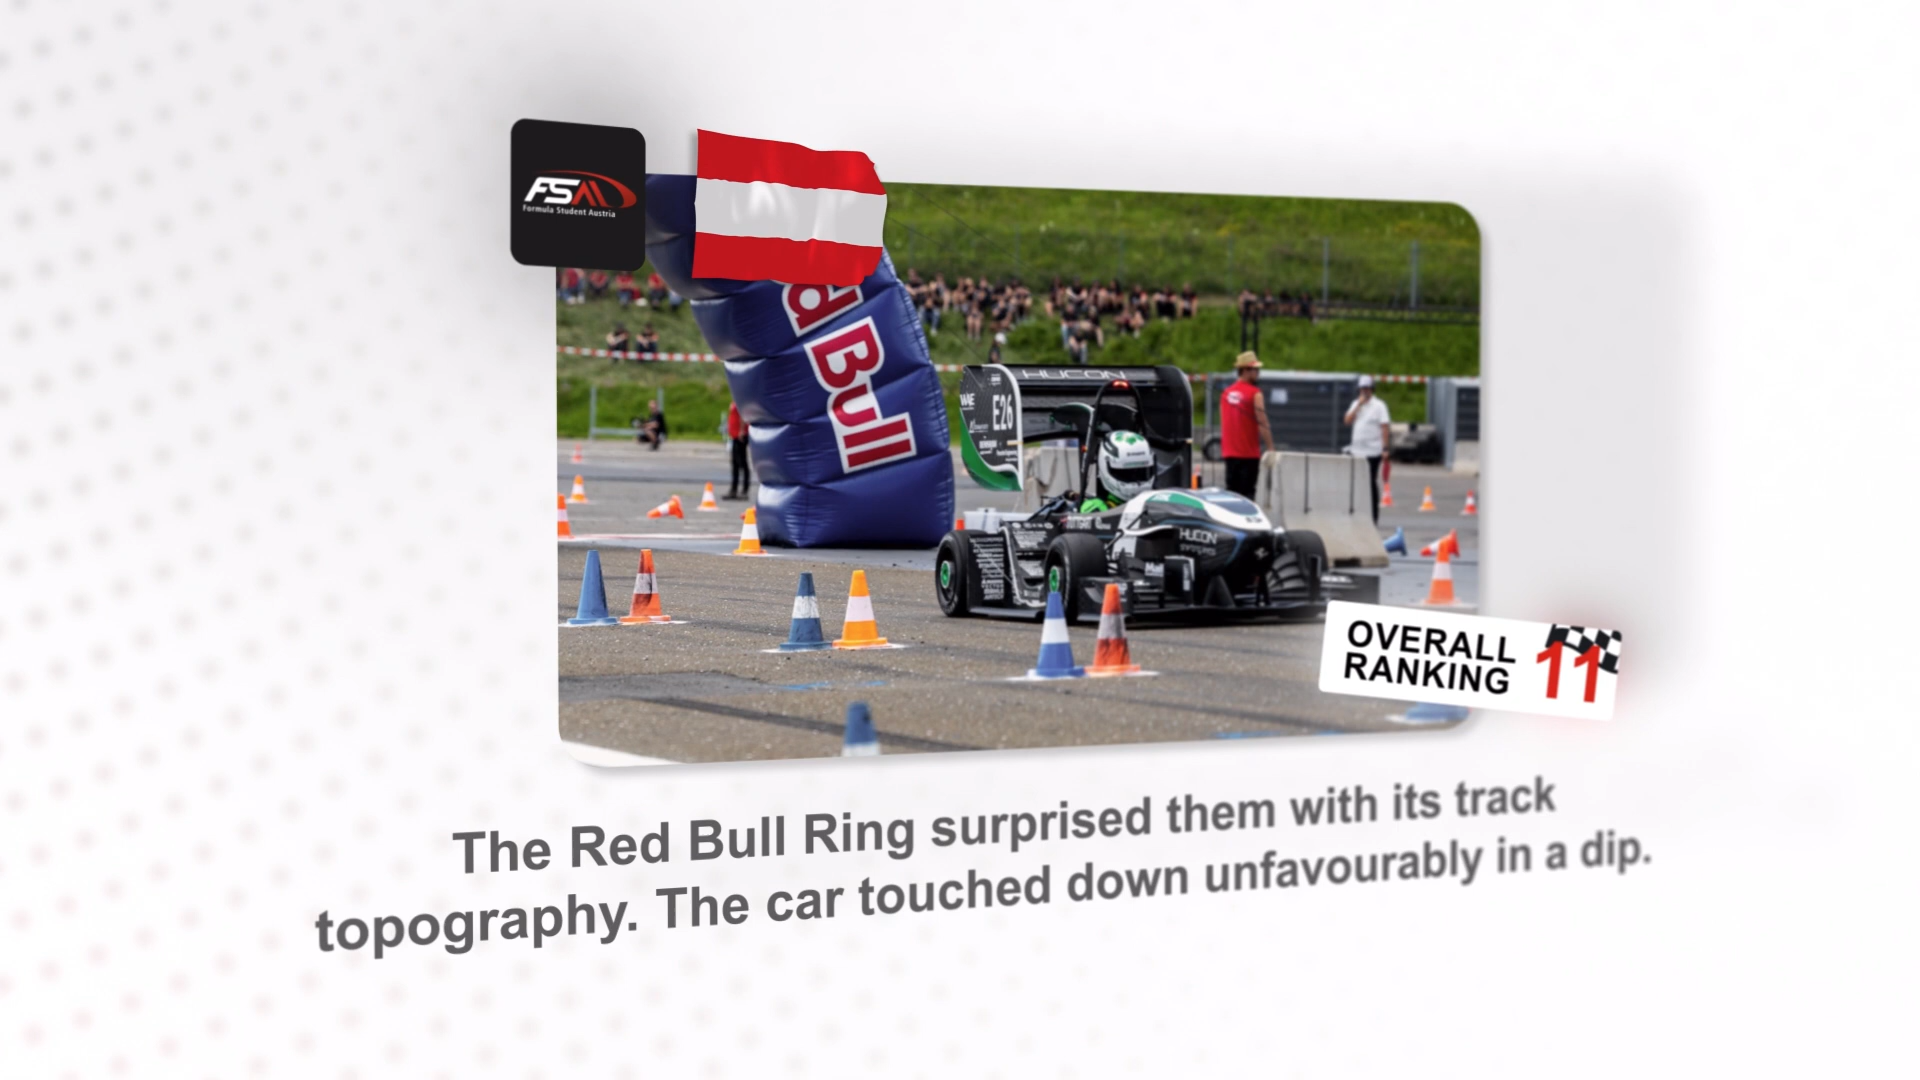 FSA
Formula Student Austria
d Bull
HUCON
E26
HUCON
OVERALL
RANKING
11
The Red Bull Ring surprised them with its track
topography. The car touched down unfavourably in a dip.